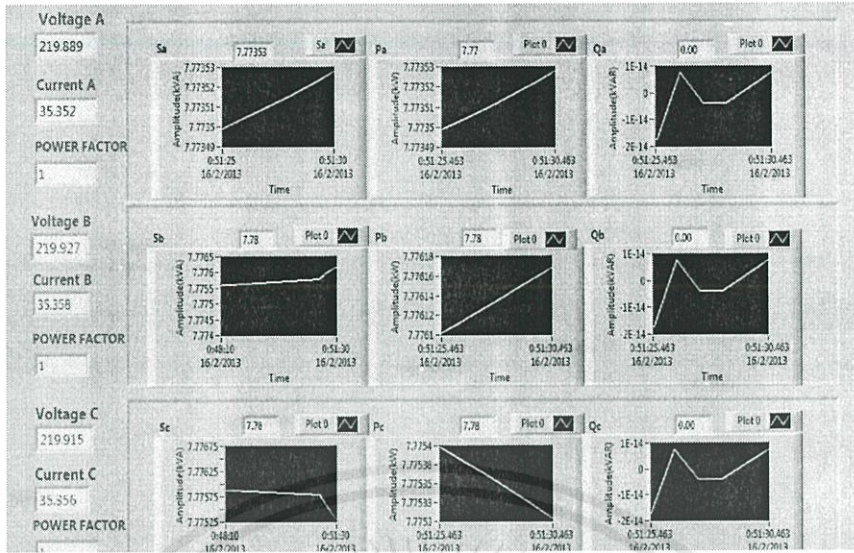 Voltage A
219.889
Current A
35.352
POWER FACTOR
1
Sa 7.77353 Sa
Amplitude(kVA)
7.77353
7.77352
7.77351
7.7735
7.77349
0:51:25 0:51:30
16/2/2013 16/2/2013
Time
Pa 7.77 Plot 0
Amplitude(kW)
7.77353
7.77352
7.77351
7.7735
7.77349
0:51:25.463 0:51:30.463
16/2/2013 16/2/2013
Time
Qa 0.00 Plot 0
Amplitude(kVAR)
1E-14
0
-1E-14
2E-14
0:51:25.463 0:51:30.463
16/2/2013 16/2/2013
Time
Voltage B
219.927
Current B
35.358
POWER FACTOR
1
Sb 7.78 Plot 0
Amplitude(kVA)
7.7765
7.776
7.7755
7.775
7.7745
7.774
0:48:10 0:51:30
16/2/2013 16/2/2013
Time
Pb 7.78 Plot 0
Amplitude(kW)
7.77618
7.77616
7.77614
7.77612
7.7761
0:51:25.463 0:51:30.463
16/2/2013 16/2/2013
Time
Qb 0.00 Plot 0
Amplitude(kVAR)
1E-14
0
-1E-14
2E-14
0:51:25.463 0:51:30.463
16/2/2013 16/2/2013
Time
Voltage C
219.915
Current C
35.356
POWER FACTOR
Sc 7.78 Plot 0
Amplitude(kVA)
7.77675
7.77625
7.77575
7.77525
0:48:10 0:51:30
16/2/2013 16/2/2013
Pc 7.78 Plot 0
Amplitude(kW)
7.7754
7.77538
7.77535
7.77533
7.7753
0:51:25.463 0:51:30.463
16/2/2013 16/2/2013
Qc 0.00 Plot 0
Amplitude(kVAR)
1E-14
0
-1E-14
2E-14
0:51:25.463 0:51:30.463
16/2/2013 16/2/2013